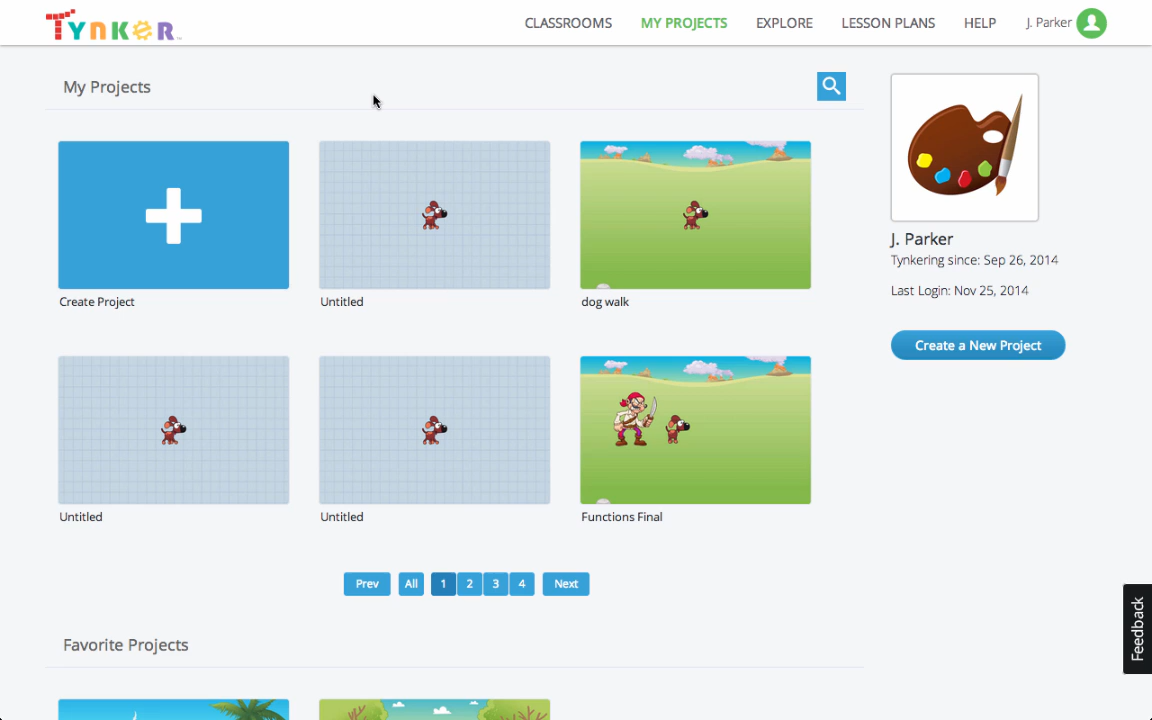 TYNKER
CLASSROOMS
MY PROJECTS
EXPLORE
LESSON PLANS
HELP
J. Parker
My Projects
Create Project
Untitled
dog walk
Untitled
Untitled
Functions Final
J. Parker
Tynkering since: Sep 26, 2014
Last Login: Nov 25, 2014
Create a New Project
Prev
All
1
2
3
4
Next
Favorite Projects
Feedback